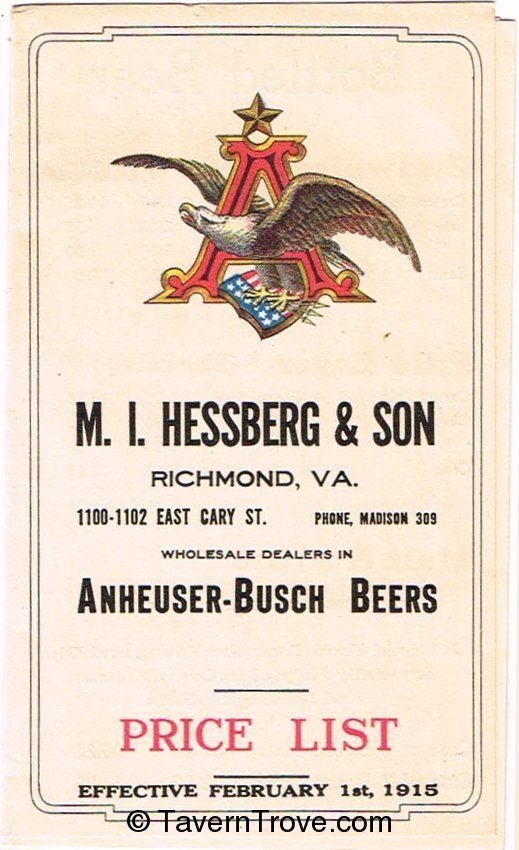 A
M. I. HESSBERG & SON
RICHMOND, VA.
1100-1102 EAST CARY ST. PHONE, MADISON 309
WHOLESALE DEALERS IN
ANHEUSER-BUSCH BEERS
PRICE LIST
EFFECTIVE FEBRUARY 1st, 1915
© TavernTrove.com